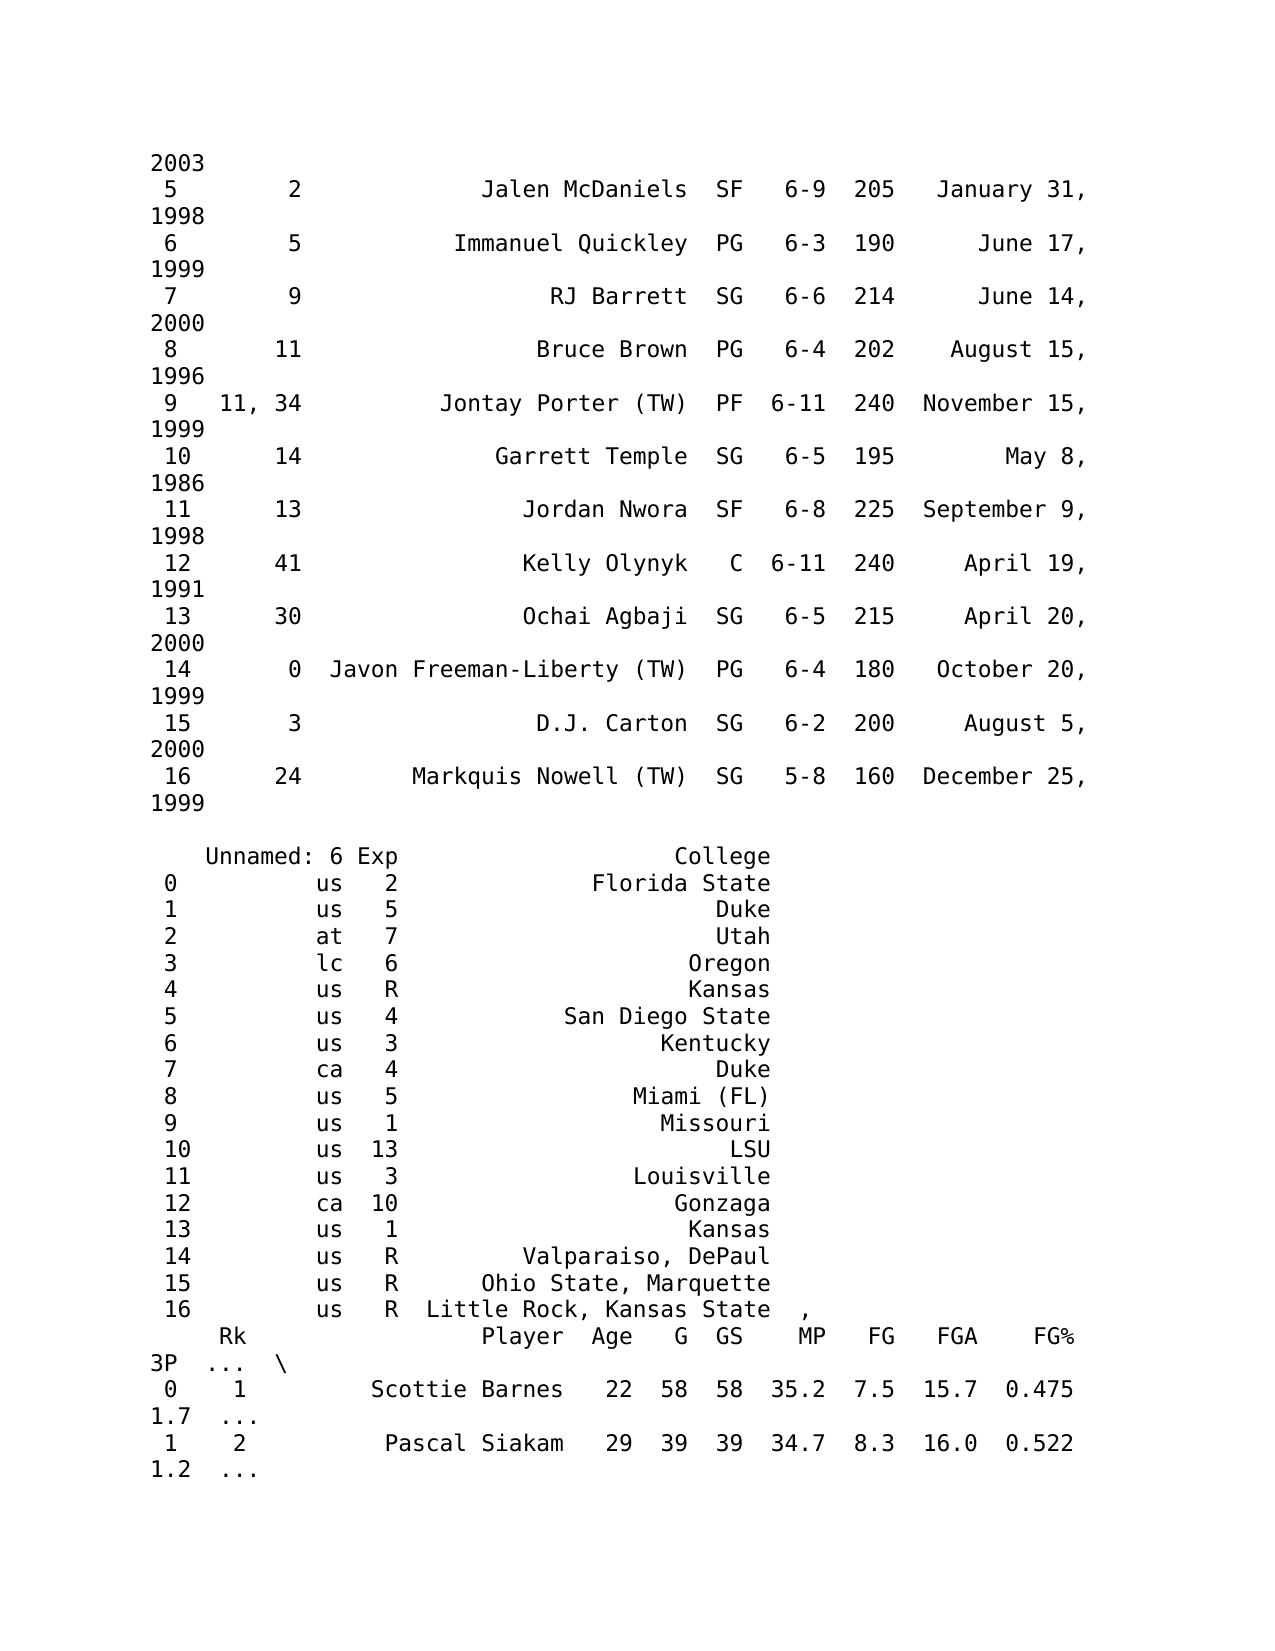 2003
5 2 Jalen McDaniels SF 6-9 205 January 31,
1998
6 5 Immanuel Quickley PG 6-3 190 June 17,
1999
7 9 RJ Barrett SG 6-6 214 June 14,
2000
8 11 Bruce Brown PG 6-4 202 August 15,
1996
9 11, 34 Jontay Porter (TW) PF 6-11 240 November 15,
1999
10 14 Garrett Temple SG 6-5 195 May 8,
1986
11 13 Jordan Nwora SF 6-8 225 September 9,
1998
12 41 Kelly Olynyk C 6-11 240 April 19,
1991
13 30 Ochai Agbaji SG 6-5 215 April 20,
2000
14 0 Javon Freeman-Liberty (TW) PG 6-4 180 October 20,
1999
15 3 D.J. Carton SG 6-2 200 August 5,
2000
16 24 Markquis Nowell (TW) SG 5-8 160 December 25,
1999
Unnamed: 6 Exp College
0 us 2 Florida State
1 us 5 Duke
2 at 7 Utah
3 lc 6 Oregon
4 us R Kansas
5 us 4 San Diego State
6 us 3 Kentucky
7 ca 4 Duke
8 us 5 Miami (FL)
9 us 1 Missouri
10 us 13 LSU
11 us 3 Louisville
12 ca 10 Gonzaga
13 us 1 Kansas
14 us R Valparaiso, DePaul
15 us R Ohio State, Marquette
16 us R Little Rock, Kansas State ,
Rk Player Age G GS MP FG FGA FG%
3P ... \
0 1 Scottie Barnes 22 58 58 35.2 7.5 15.7 0.475
1.7 ...
1 2 Pascal Siakam 29 39 39 34.7 8.3 16.0 0.522
1.2 ...